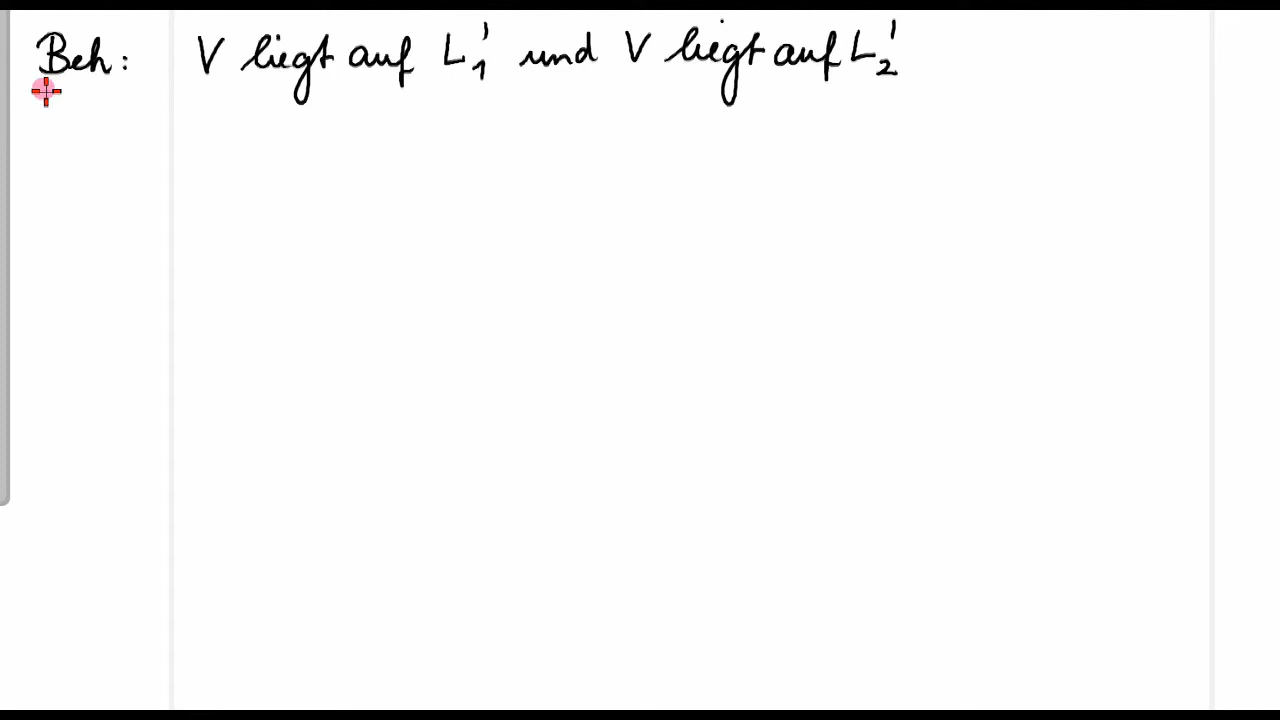 Beh: V liegt auf L₁' und V liegt auf L₂'